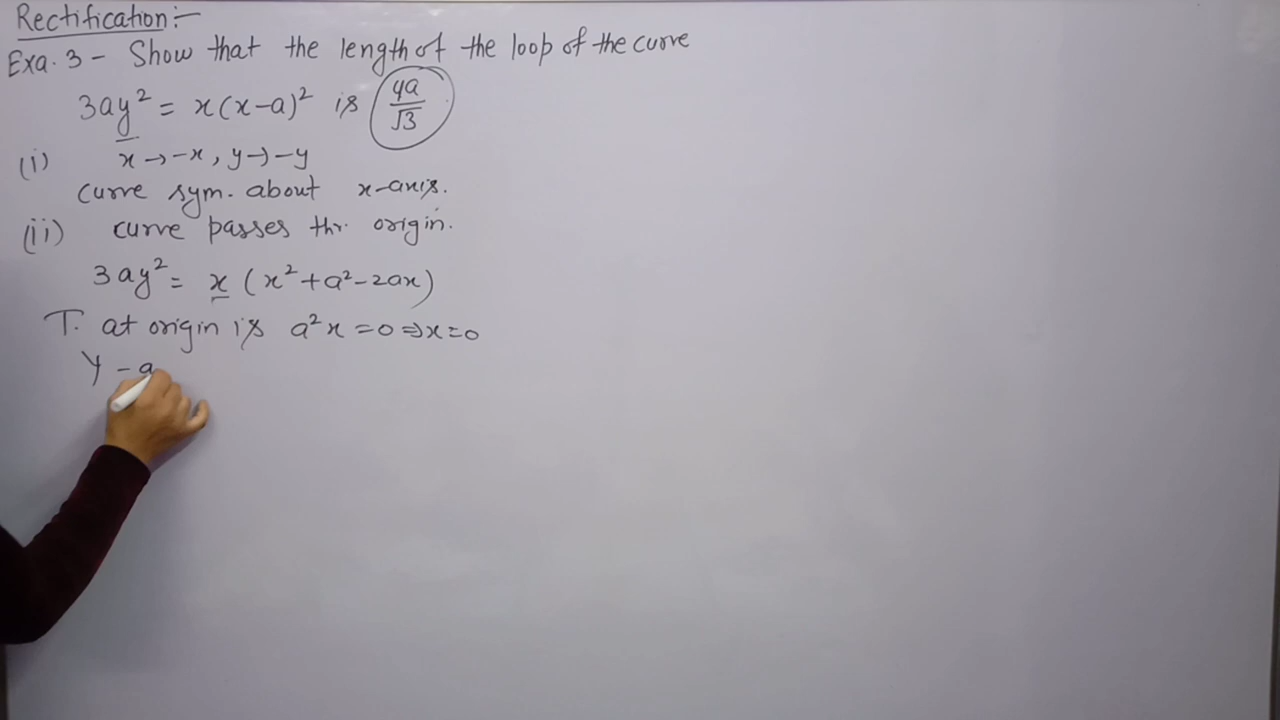 Rectification:-
Exa. 3 - Show that the length of the loop of the curve
3ay² = x(x-a)² is 4a/√3
(i) x → -x, y → -y
curve sym. about x-axis.
(ii) curve passes thr. origin.
3ay² = x (x² + a² - 2ax)
T. at origin is a²x = 0 ⇒ x = 0
Y - a